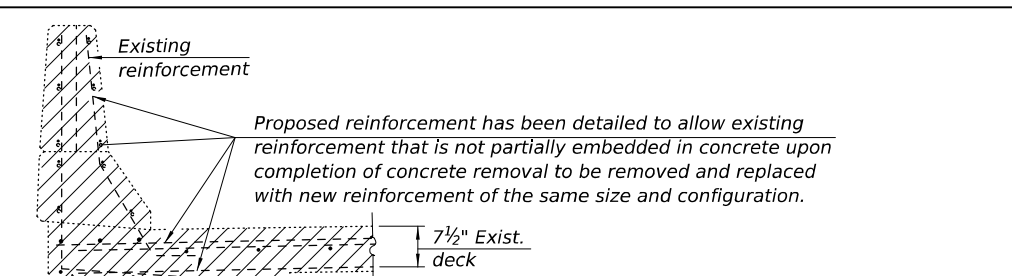 Existing
reinforcement
Proposed reinforcement has been detailed to allow existing
reinforcement that is not partially embedded in concrete upon
completion of concrete removal to be removed and replaced
with new reinforcement of the same size and configuration.
7½" Exist.
deck